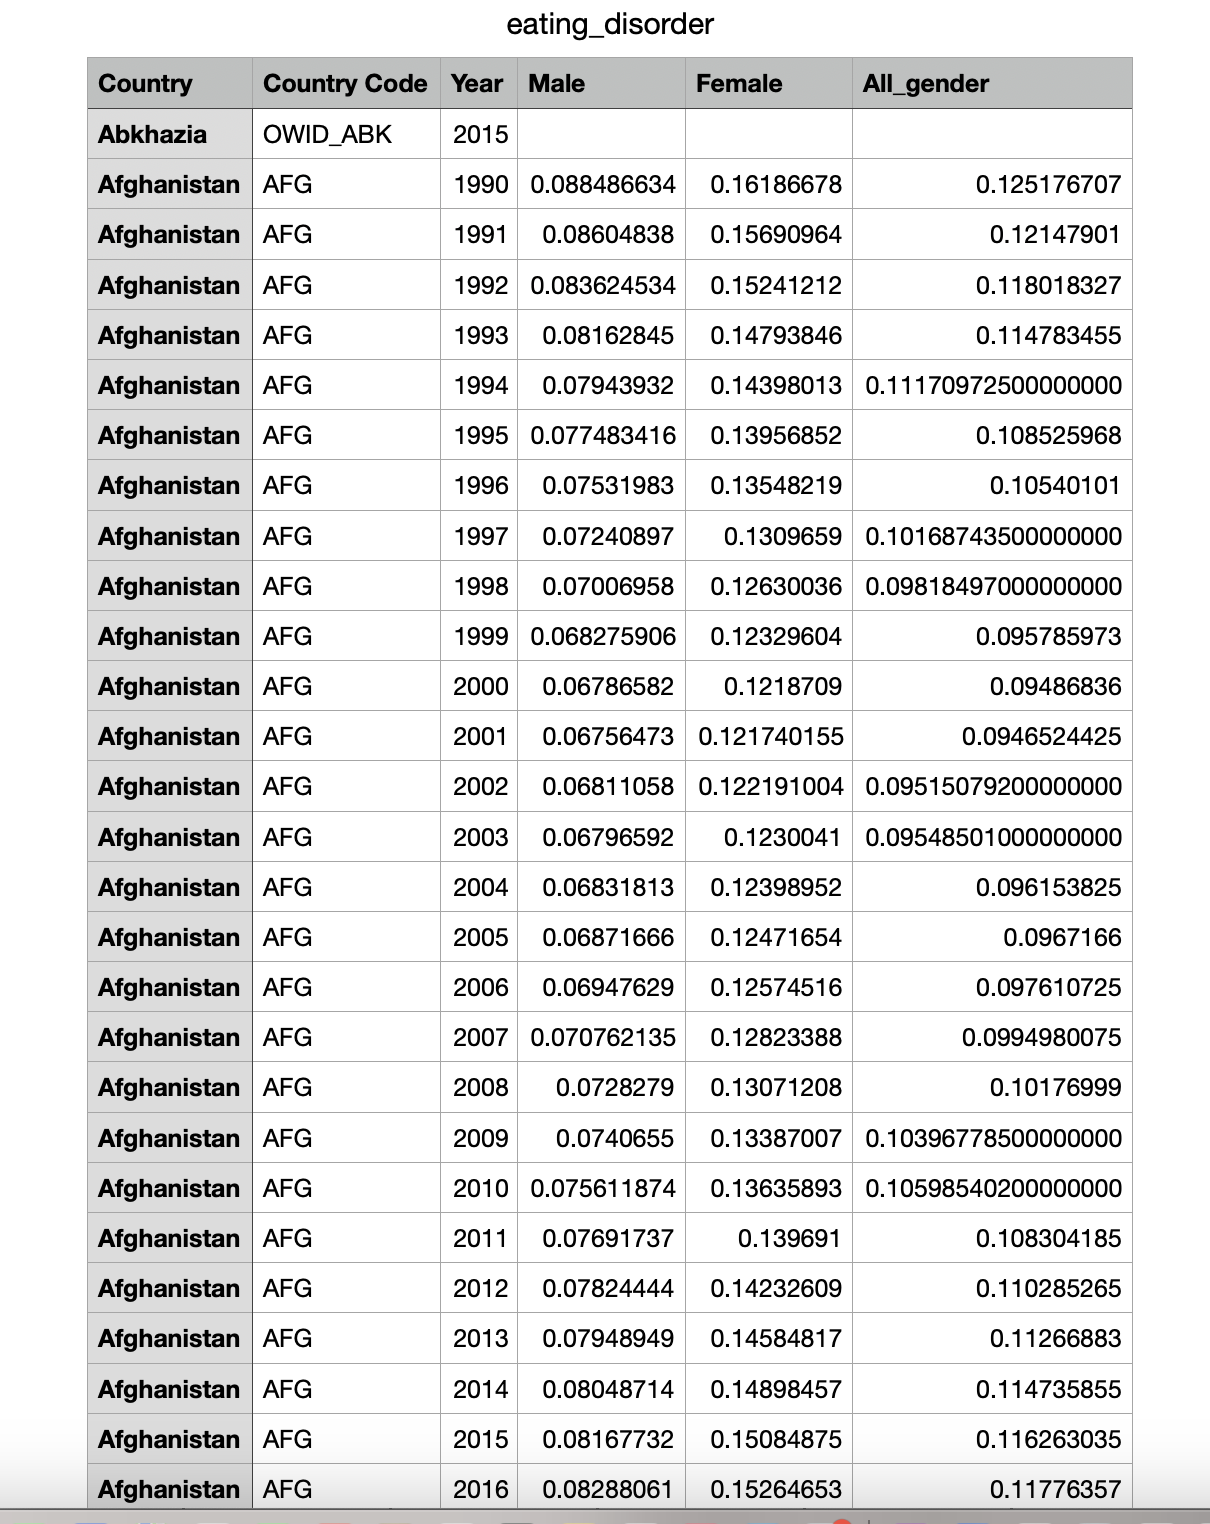 eating_disorder
Country Country Code Year Male Female All_gender
Abkhazia OWID_ABK 2015
Afghanistan AFG 1990 0.088486634 0.16186678 0.125176707
Afghanistan AFG 1991 0.08604838 0.15690964 0.12147901
Afghanistan AFG 1992 0.083624534 0.15241212 0.118018327
Afghanistan AFG 1993 0.08162845 0.14793846 0.114783455
Afghanistan AFG 1994 0.07943932 0.14398013 0.11170972500000000
Afghanistan AFG 1995 0.077483416 0.13956852 0.108525968
Afghanistan AFG 1996 0.07531983 0.13548219 0.10540101
Afghanistan AFG 1997 0.07240897 0.1309659 0.10168743500000000
Afghanistan AFG 1998 0.07006958 0.12630036 0.09818497000000000
Afghanistan AFG 1999 0.068275906 0.12329604 0.095785973
Afghanistan AFG 2000 0.06786582 0.1218709 0.09486836
Afghanistan AFG 2001 0.06756473 0.121740155 0.0946524425
Afghanistan AFG 2002 0.06811058 0.122191004 0.09515079200000000
Afghanistan AFG 2003 0.06796592 0.1230041 0.09548501000000000
Afghanistan AFG 2004 0.06831813 0.12398952 0.096153825
Afghanistan AFG 2005 0.06871666 0.12471654 0.0967166
Afghanistan AFG 2006 0.06947629 0.12574516 0.097610725
Afghanistan AFG 2007 0.070762135 0.12823388 0.0994980075
Afghanistan AFG 2008 0.0728279 0.13071208 0.10176999
Afghanistan AFG 2009 0.0740655 0.13387007 0.10396778500000000
Afghanistan AFG 2010 0.075611874 0.13635893 0.10598540200000000
Afghanistan AFG 2011 0.07691737 0.139691 0.108304185
Afghanistan AFG 2012 0.07824444 0.14232609 0.110285265
Afghanistan AFG 2013 0.07948949 0.14584817 0.11266883
Afghanistan AFG 2014 0.08048714 0.14898457 0.114735855
Afghanistan AFG 2015 0.08167732 0.15084875 0.116263035
Afghanistan AFG 2016 0.08288061 0.15264653 0.11776357